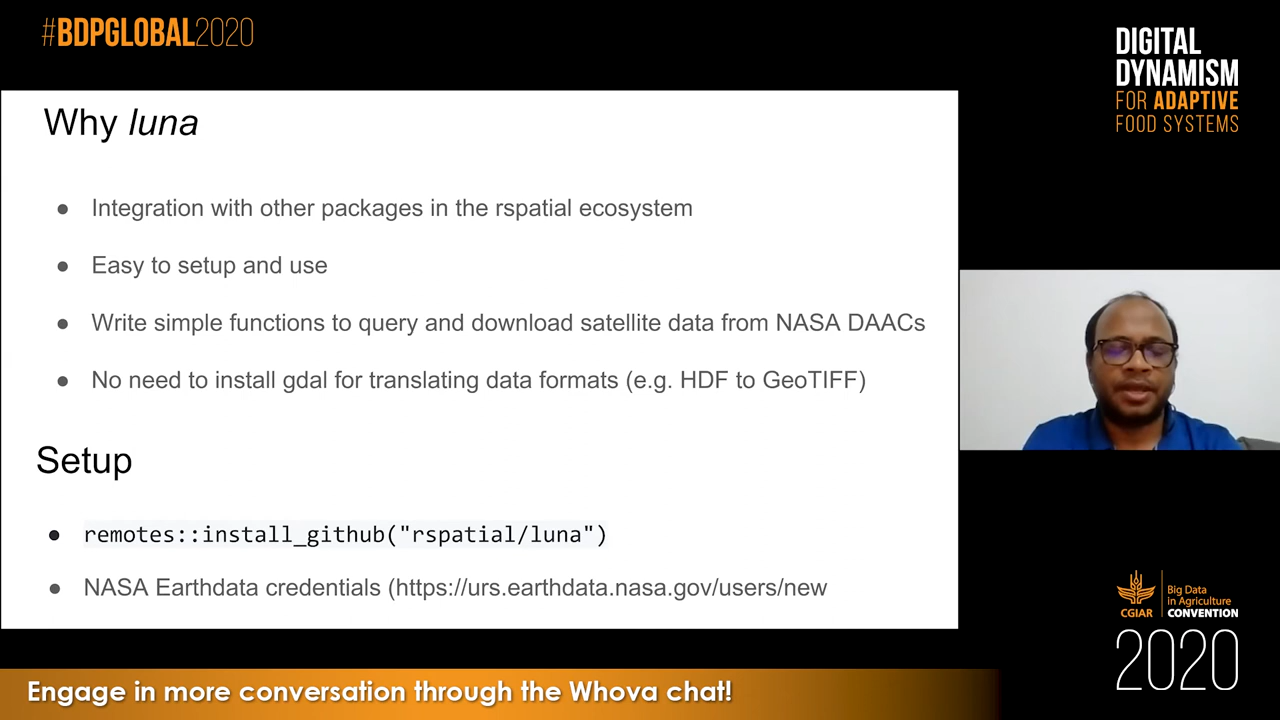 #BDPGLOBAL2020
DIGITAL
DYNAMISM
FOR ADAPTIVE
FOOD SYSTEMS
Why luna
● Integration with other packages in the rspatial ecosystem
● Easy to setup and use
● Write simple functions to query and download satellite data from NASA DAACs
● No need to install gdal for translating data formats (e.g. HDF to GeoTIFF)
Setup
● remotes::install_github("rspatial/luna")
● NASA Earthdata credentials (https://urs.earthdata.nasa.gov/users/new
CGIAR
Big Data
in Agriculture
CONVENTION
2020
Engage in more conversation through the Whova chat!